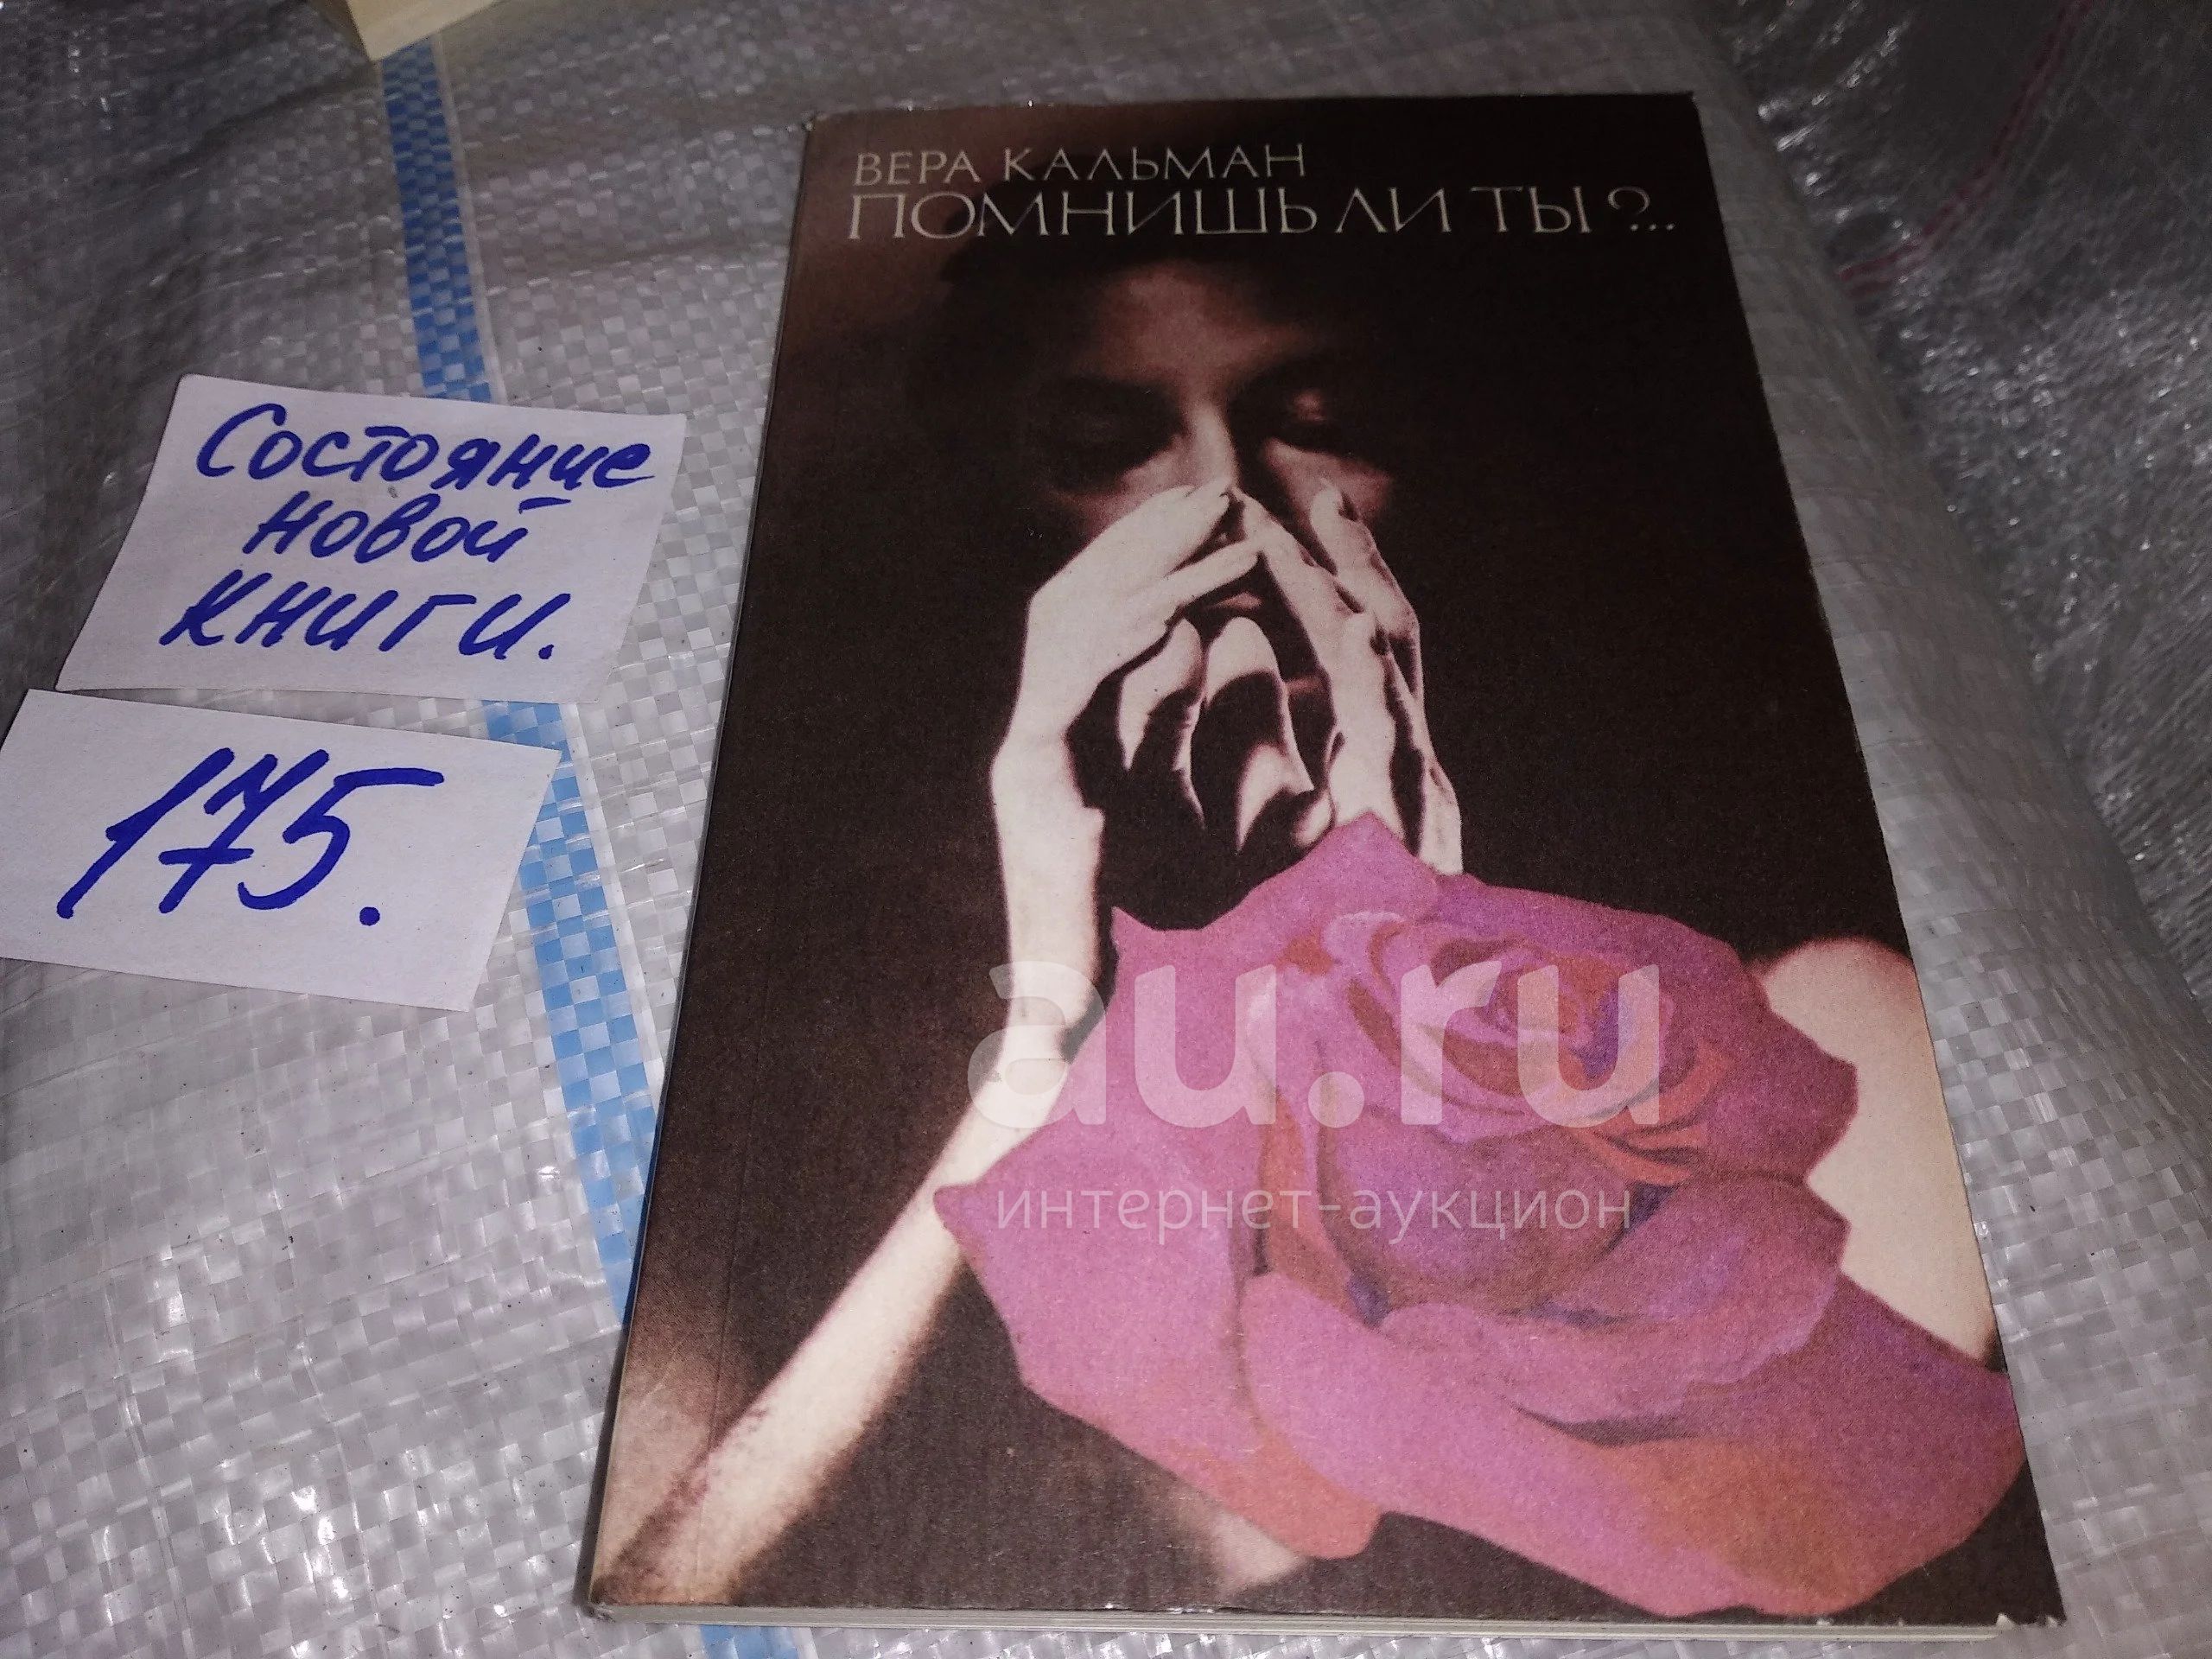 ВЕРА КАЛЬМАН
ПОМНИШЬ ЛИ ТЫ?...
Состояние
новой
книги.
175.
au.ru
интернет-аукцион